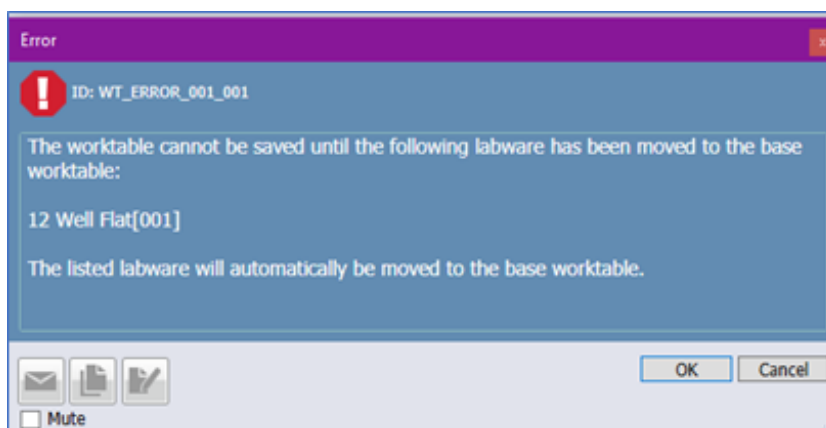 Error
x
ID: WT_ERROR_001_001
The worktable cannot be saved until the following labware has been moved to the base
worktable:
12 Well Flat[001]
The listed labware will automatically be moved to the base worktable.
OK Cancel
Mute